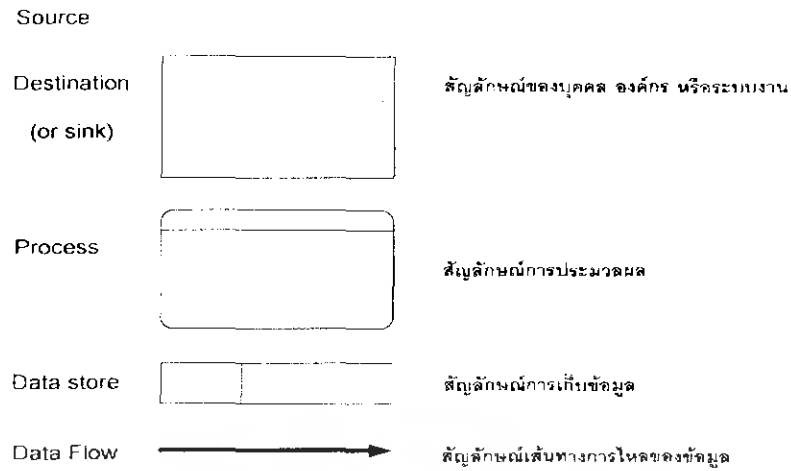 Source
Destination สัญลักษณ์ของบุคคล องค์กร หรือระบบงาน
(or sink)
Process
สัญลักษณ์การประมวลผล
Data store สัญลักษณ์การเก็บข้อมูล
Data Flow สัญลักษณ์เส้นทางการไหลของข้อมูล